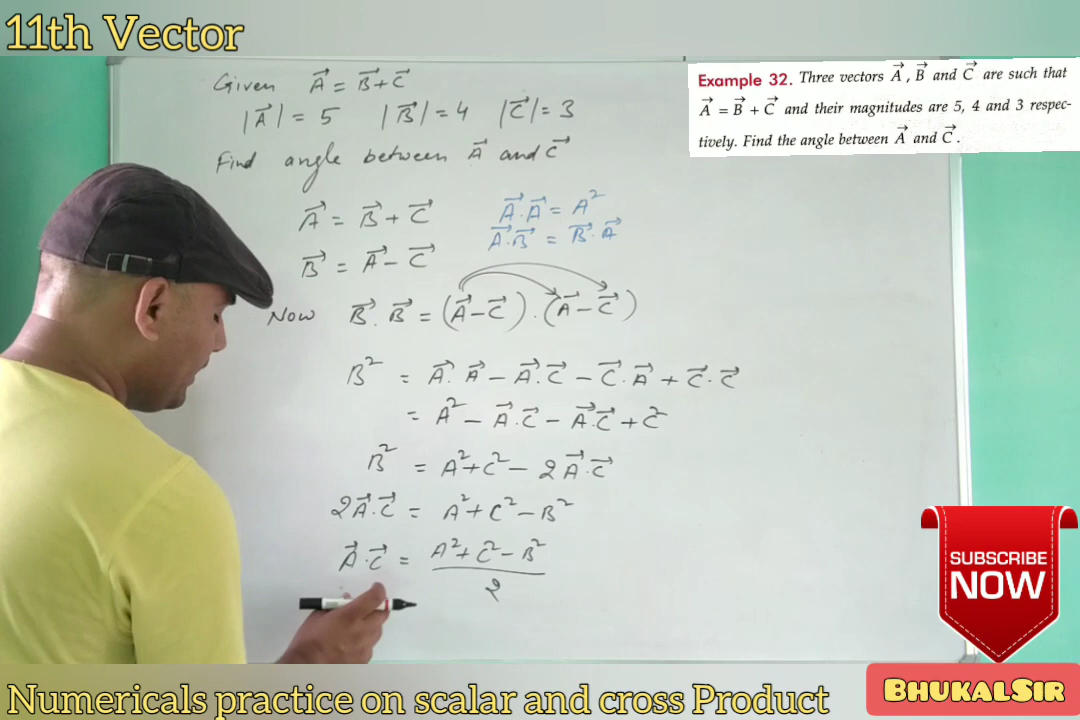 11th Vector
Given A⃗ = B⃗ + C⃗
|A⃗| = 5 |B⃗| = 4 |C⃗| = 3
Find angle between A⃗ and C⃗
A⃗ = B⃗ + C⃗
B⃗ = A⃗ − C⃗
A⃗.A⃗ = A²
A⃗.B⃗ = B⃗.A⃗
Now B⃗.B⃗ = (A⃗ − C⃗).(A⃗ − C⃗)
B² = A⃗.A⃗ − A⃗.C⃗ − C⃗.A⃗ + C⃗.C⃗
= A² − A⃗.C⃗ − A⃗.C⃗ + C²
B² = A² + C² − 2A⃗.C⃗
2A⃗.C⃗ = A² + C² − B²
A⃗.C⃗ = A² + C² − B²
2
Example 32. Three vectors A⃗, B⃗ and C⃗ are such that
A⃗ = B⃗ + C⃗ and their magnitudes are 5, 4 and 3 respec-
tively. Find the angle between A⃗ and C⃗.
SUBSCRIBE
NOW
Numericals practice on scalar and cross Product
BHUKALSIR